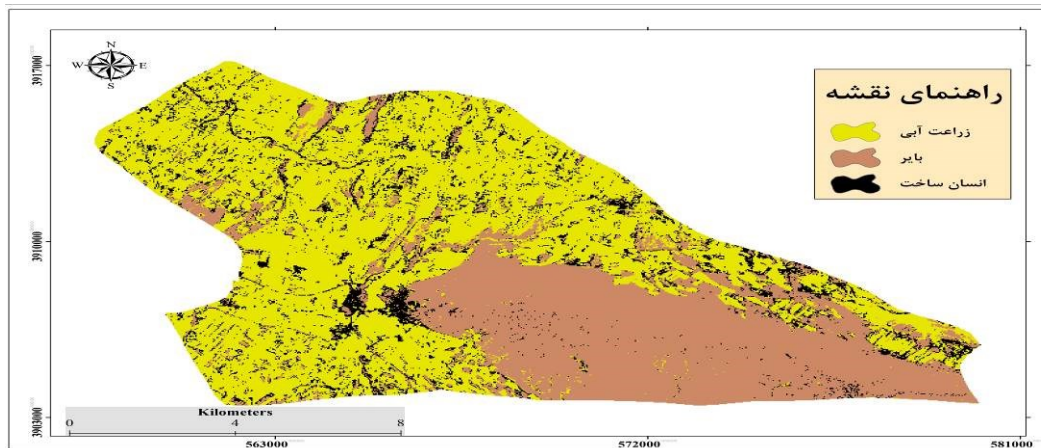 N
W E
S
3917000
3910000
3903000
راهنمای نقشه
زراعت آبی
بایر
انسان ساخت
Kilometers
0 4 8
563000 572000 581000